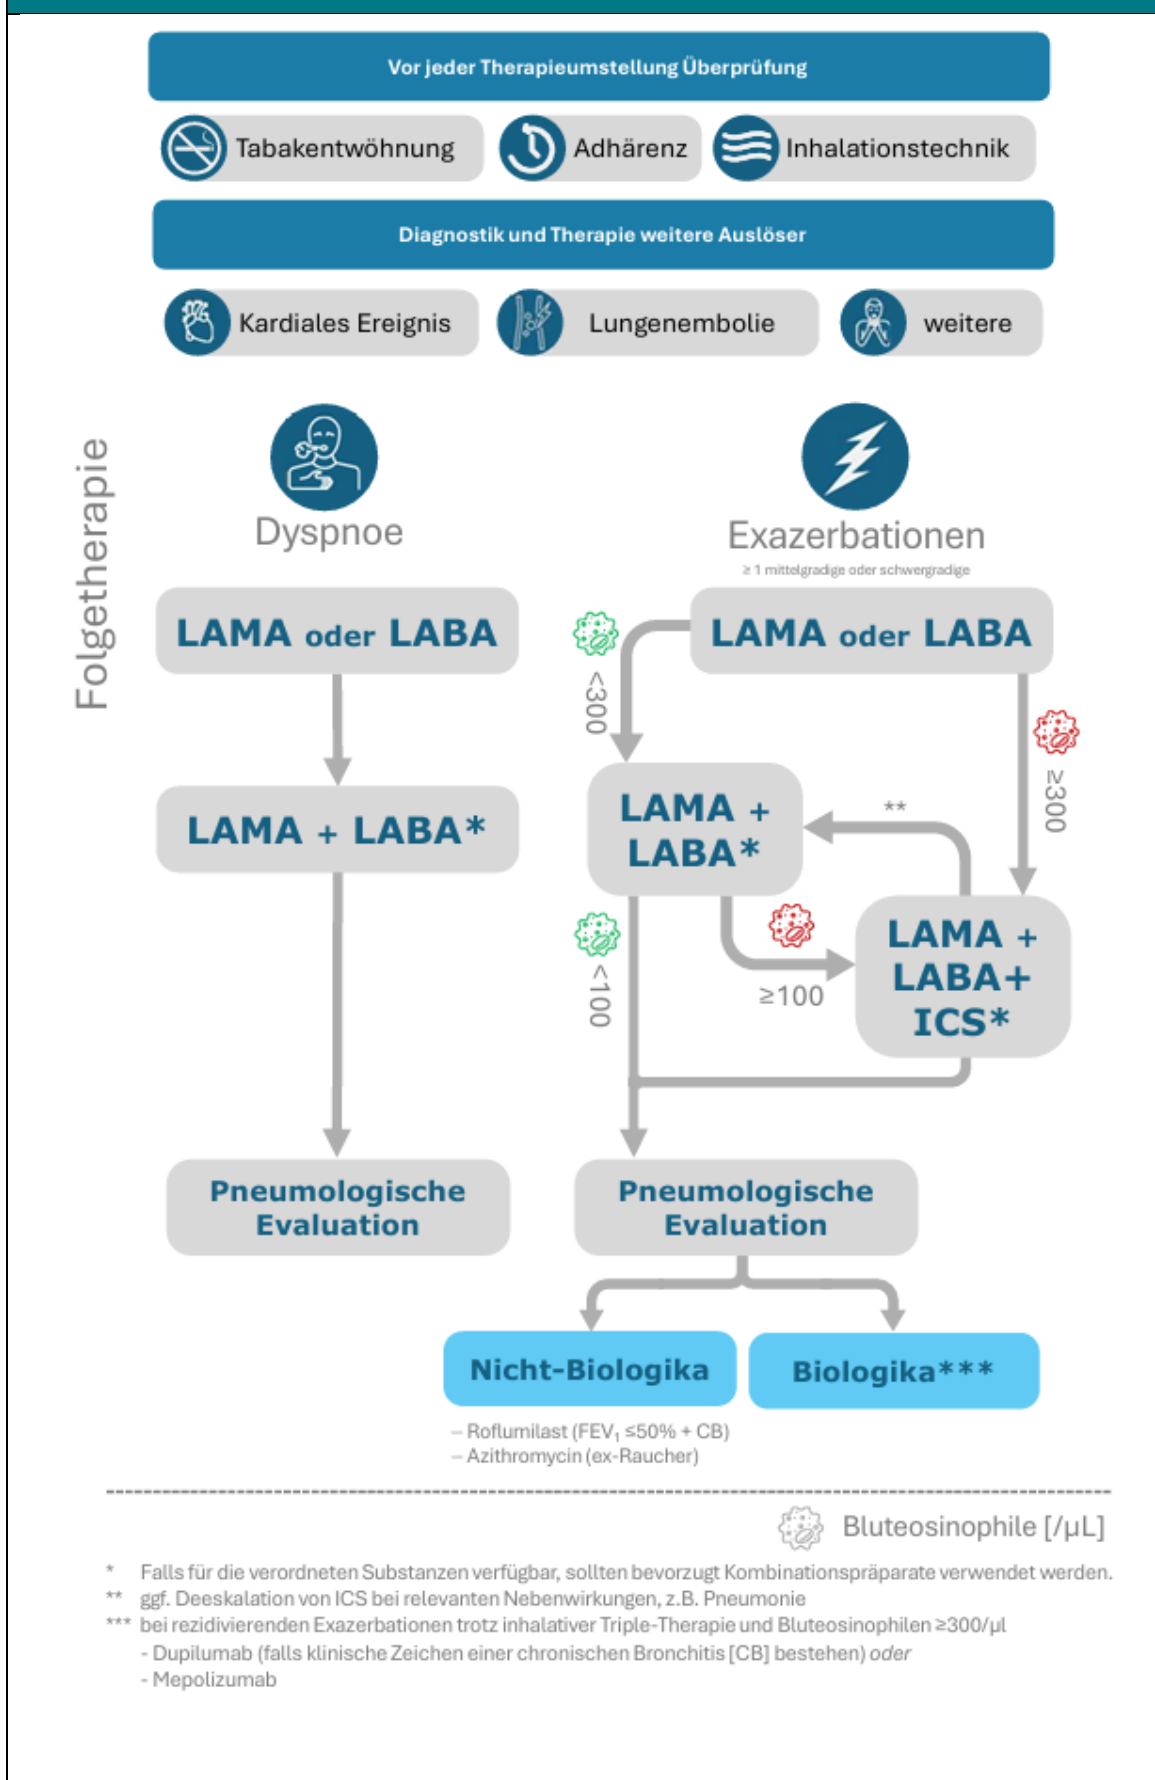 Vor jeder Therapieumstellung Überprüfung
Tabakentwöhnung
Adhärenz
Inhalationstechnik
Diagnostik und Therapie weitere Auslöser
Kardiales Ereignis
Lungenembolie
weitere
Folgetherapie
Dyspnoe
Exazerbationen
≥ 1 mittelgradige oder schwergradige
LAMA oder LABA
LAMA oder LABA
<300
≥300
LAMA + LABA*
LAMA +
LABA*
**
<100
≥100
LAMA +
LABA+
ICS*
Pneumologische
Evaluation
Pneumologische
Evaluation
Nicht-Biologika
Biologika***
– Roflumilast (FEV₁ ≤50% + CB)
– Azithromycin (ex-Raucher)
Bluteosinophile [/µL]
* Falls für die verordneten Substanzen verfügbar, sollten bevorzugt Kombinationspräparate verwendet werden.
** ggf. Deeskalation von ICS bei relevanten Nebenwirkungen, z.B. Pneumonie
*** bei rezidivierenden Exazerbationen trotz inhalativer Triple-Therapie und Bluteosinophilen ≥300/µl
- Dupilumab (falls klinische Zeichen einer chronischen Bronchitis [CB] bestehen) oder
- Mepolizumab